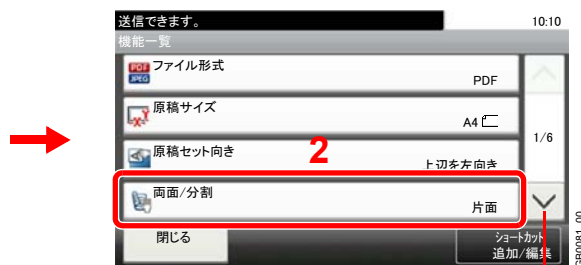 送信できます。 10:10
機能一覧
PDF JPEG ファイル形式
PDF
原稿サイズ
A4
1/6
原稿セット向き
2
上辺を左向き
両面/分割
片面
閉じる
ショートカット
追加/編集